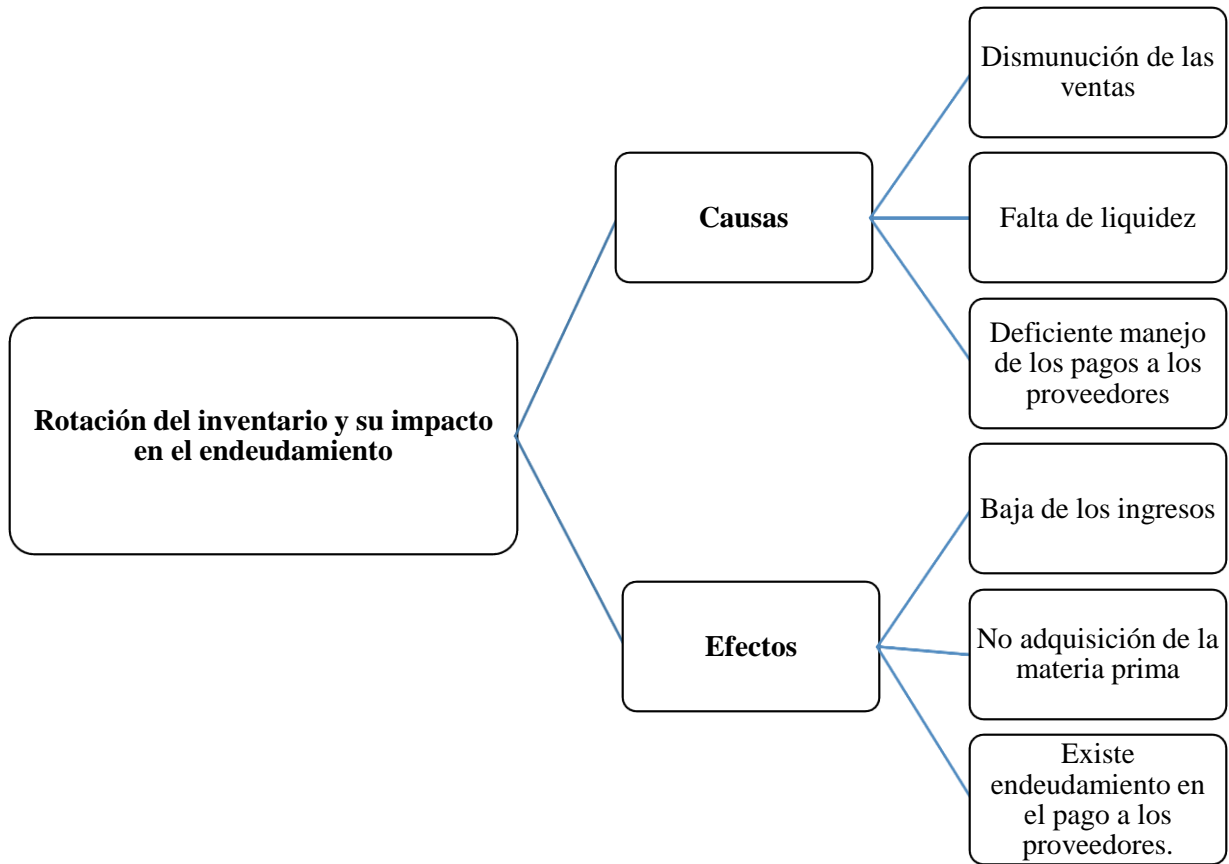 Rotación del inventario y su impacto
en el endeudamiento
Causas
Dismunución de las
ventas
Falta de liquidez
Deficiente manejo
de los pagos a los
proveedores
Efectos
Baja de los ingresos
No adquisición de la
materia prima
Existe
endeudamiento en
el pago a los
proveedores.